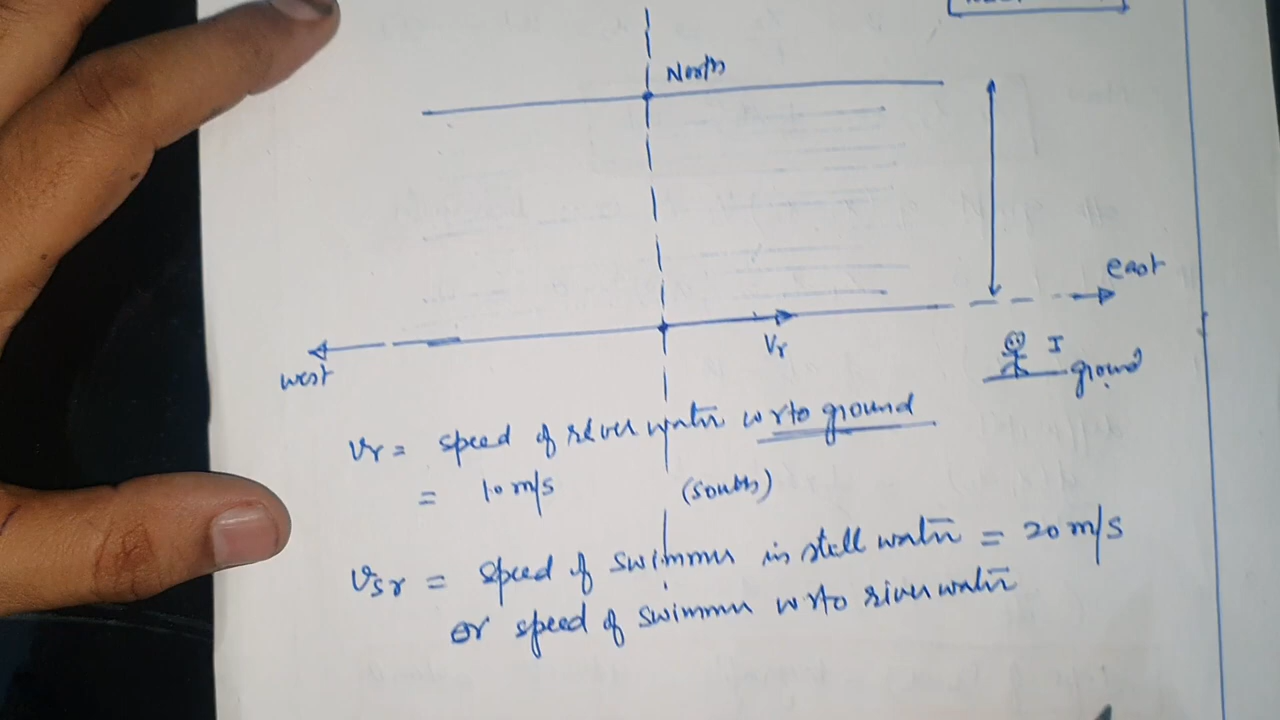 North
east
Vr
I
ground
west
Vr = speed of river water w r to ground
= 10 m/s
(south)
Vsr = speed of swimmer in still water = 20 m/s
or speed of swimmer w r to river water